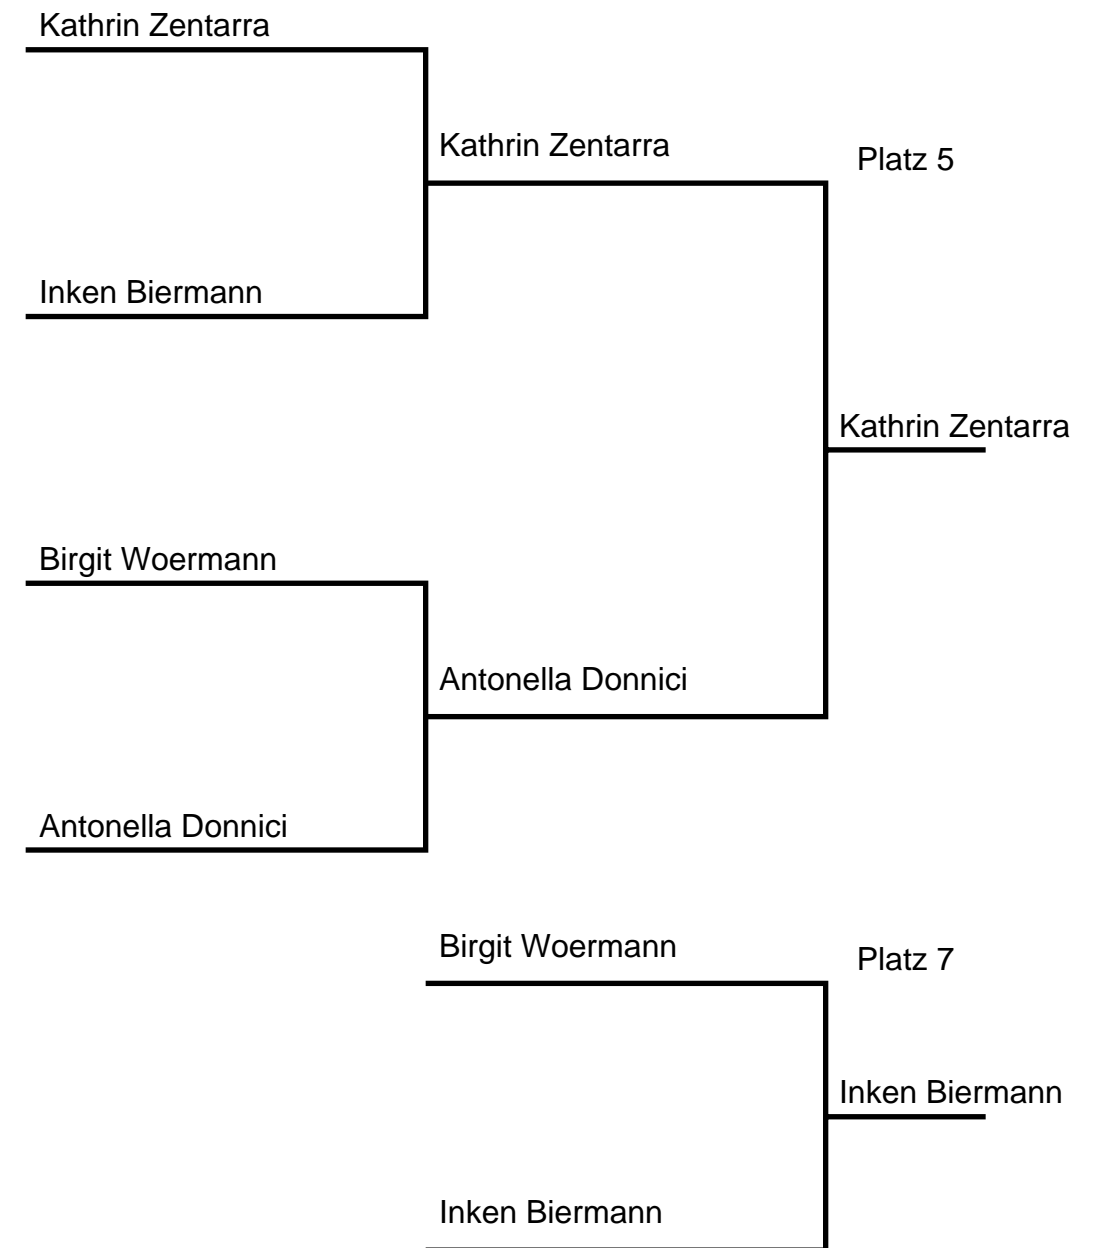 Kathrin Zentarra
Kathrin Zentarra
Platz 5
Inken Biermann
Kathrin Zentarra
Birgit Woermann
Antonella Donnici
Antonella Donnici
Birgit Woermann
Platz 7
Inken Biermann
Inken Biermann